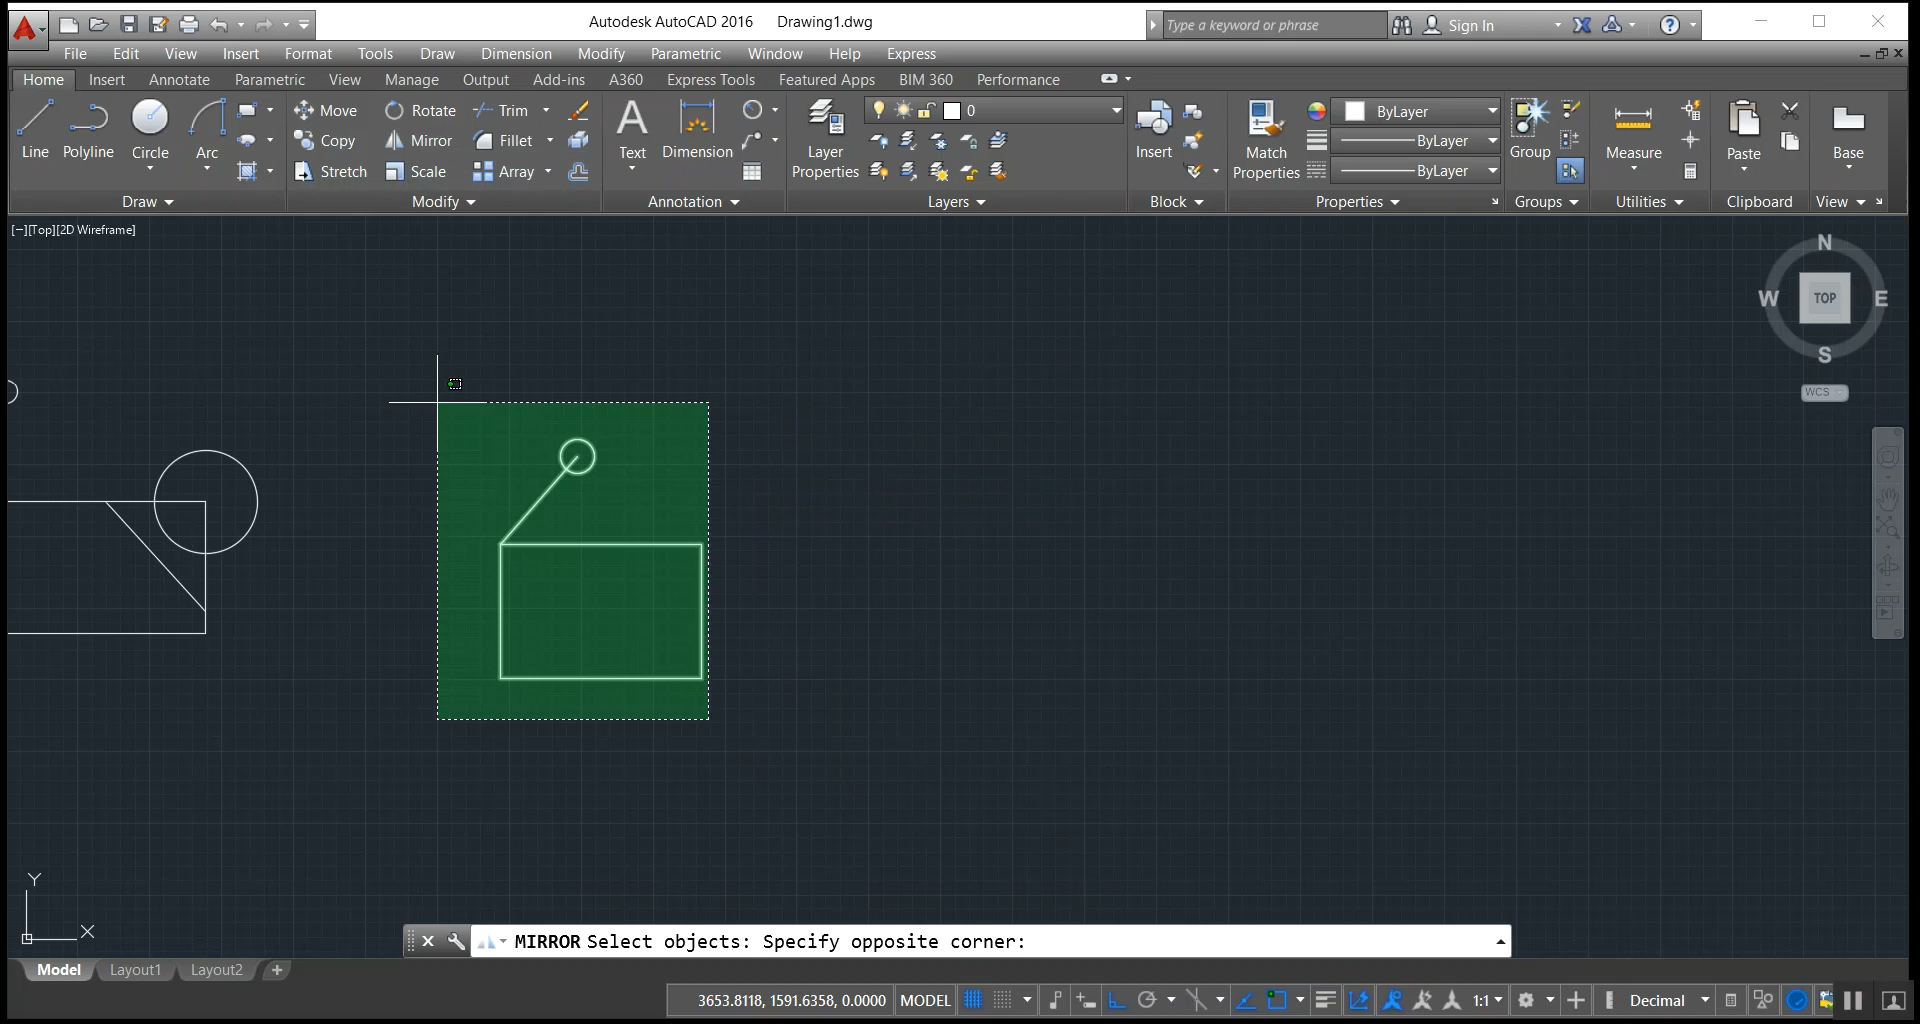 Autodesk AutoCAD 2016 Drawing1.dwg
Type a keyword or phrase
Sign In
File Edit View Insert Format Tools Draw Dimension Modify Parametric Window Help Express
Home Insert Annotate Parametric View Manage Output Add-ins A360 Express Tools Featured Apps BIM 360 Performance
Line Polyline Circle Arc
Move Rotate Trim
Copy Mirror Fillet
Stretch Scale Array
Text Dimension
Layer Properties
0
Insert
Match Properties
ByLayer
ByLayer
ByLayer
Group
Measure
Paste
Base
Draw Modify Annotation Layers Block Properties Groups Utilities Clipboard View
[−][Top][2D Wireframe]
N
W TOP E
S
WCS
Y
X
MIRROR Select objects: Specify opposite corner:
Model Layout1 Layout2 +
3653.8118, 1591.6358, 0.0000 MODEL 1:1 Decimal